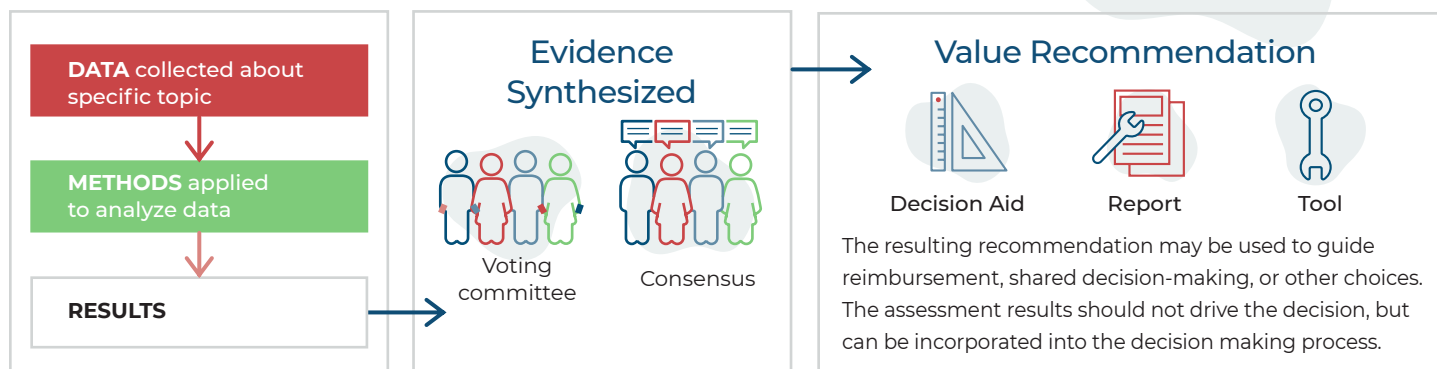 DATA collected about
specific topic
METHODS applied
to analyze data
RESULTS
Evidence
Synthesized
Voting
committee
Consensus
Value Recommendation
Decision Aid
Report
Tool
The resulting recommendation may be used to guide
reimbursement, shared decision-making, or other choices.
The assessment results should not drive the decision, but
can be incorporated into the decision making process.